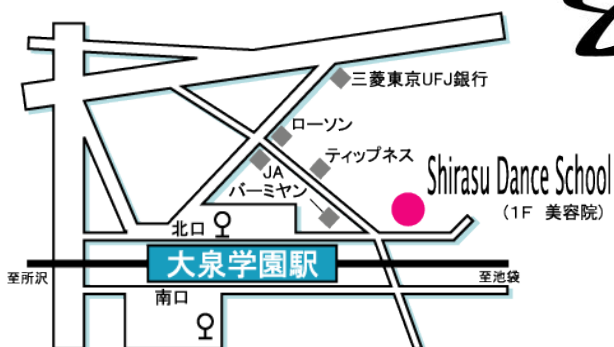 三菱東京UFJ銀行
ローソン
ティップネス
JA
バーミヤン
Shirasu Dance School
(1F 美容院)
北口
大泉学園駅
至所沢
至池袋
南口